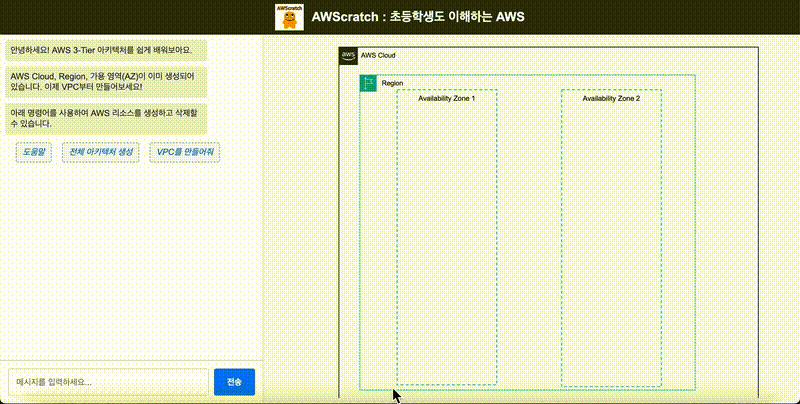 AWScratch
AWScratch : 초등학생도 이해하는 AWS
안녕하세요! AWS 3-Tier 아키텍처를 쉽게 배워보아요.
AWS Cloud, Region, 가용 영역(AZ)이 이미 생성되어
있습니다. 이제 VPC부터 만들어보세요!
아래 명령어를 사용하여 AWS 리소스를 생성하고 삭제할
수 있습니다.
도움말
전체 아키텍처 생성
VPC를 만들어줘
메시지를 입력하세요...
전송
aws
AWS Cloud
Region
Availability Zone 1
Availability Zone 2